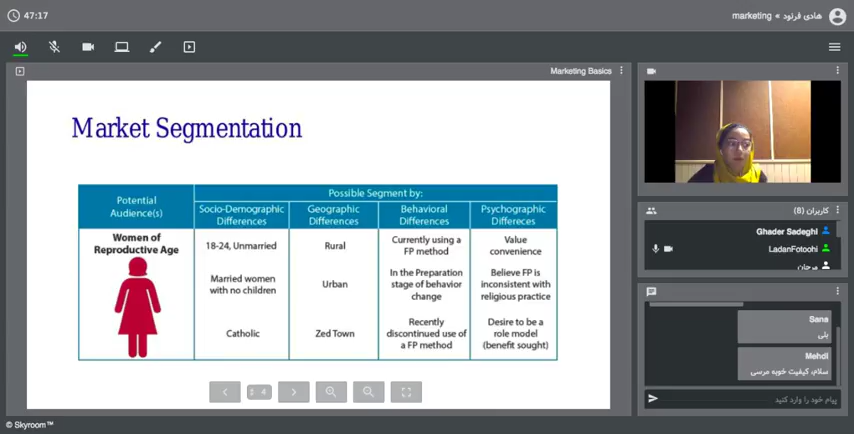 47:17
marketing » هادی فرنود
Marketing Basics
Market Segmentation
Potential
Audience(s)
Possible Segment by:
Socio-Demographic
Differences
Geographic
Differences
Behavioral
Differences
Psychographic
Differeces
Women of
Reproductive Age
18-24, Unmarried
Rural
Currently using a
FP method
Value
convenience
Married women
with no children
Urban
In the Preparation
stage of behavior
change
Believe FP is
inconsistent with
religious practice
Catholic
Zed Town
Recently
discontinued use of
a FP method
Desire to be a
role model
(benefit sought)
4
کاربران (8)
Ghader Sadeghi
LadanFotoohi
مرجان
Sana
بلی
Mehdi
سلام، کیفیت خوبه مرسی
پیام خود را وارد کنید
© Skyroom™